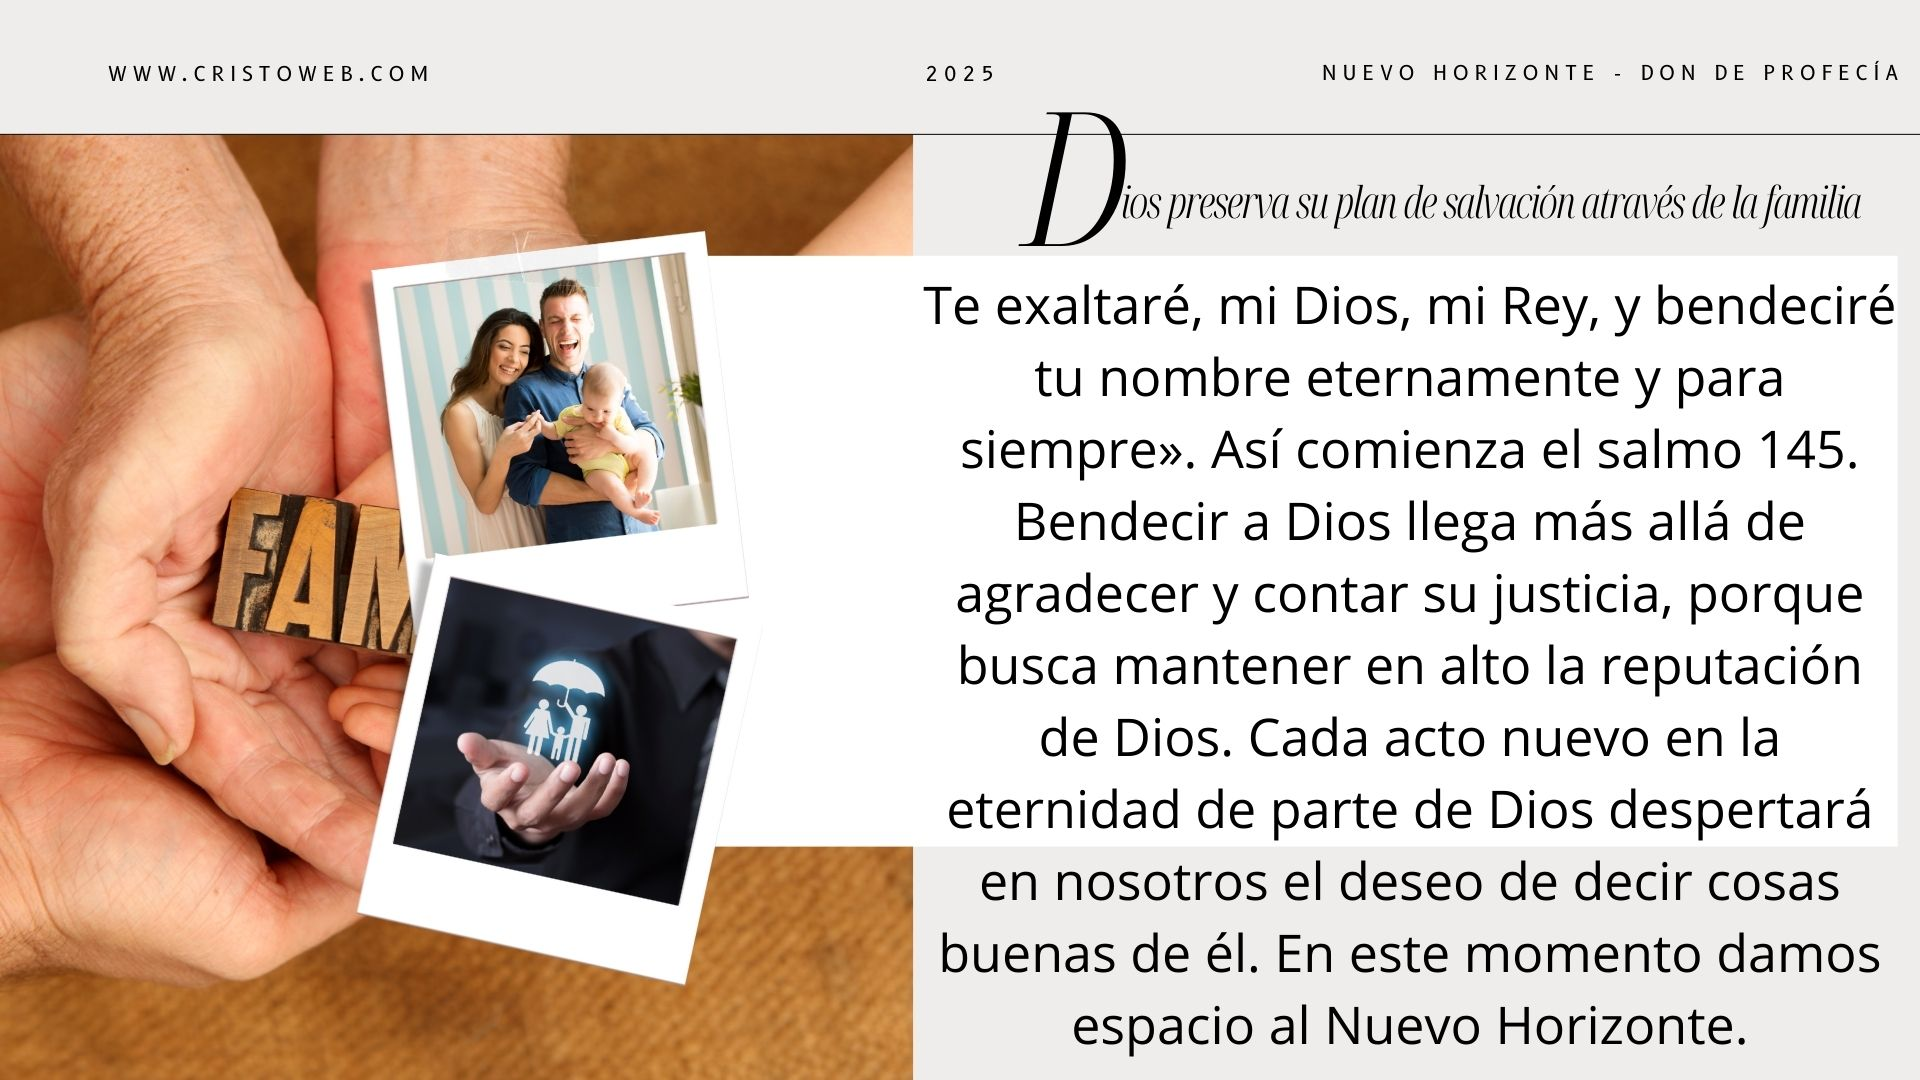 WWW.CRISTOWEB.COM
2025
NUEVO HORIZONTE - DON DE PROFECÍA
Dios preserva su plan de salvación através de la familia
Te exaltaré, mi Dios, mi Rey, y bendeciré
tu nombre eternamente y para
siempre». Así comienza el salmo 145.
Bendecir a Dios llega más allá de
agradecer y contar su justicia, porque
busca mantener en alto la reputación
de Dios. Cada acto nuevo en la
eternidad de parte de Dios despertará
en nosotros el deseo de decir cosas
buenas de él. En este momento damos
espacio al Nuevo Horizonte.
FAM